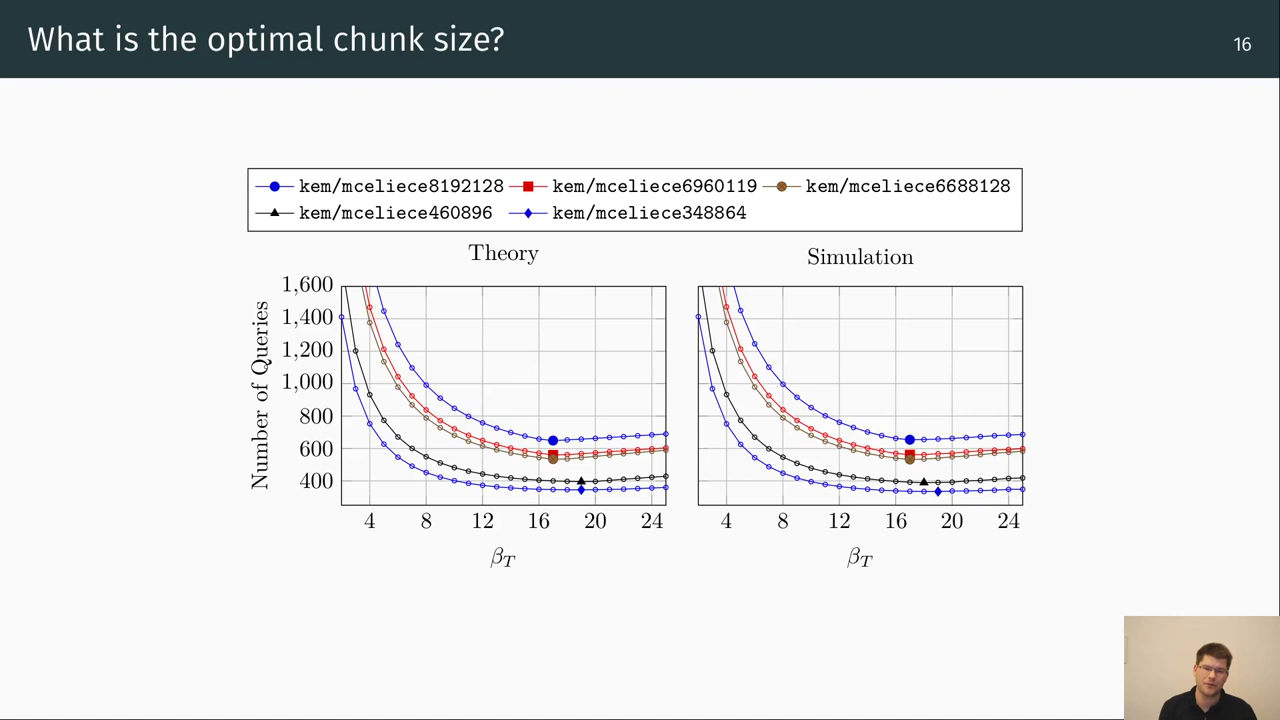 What is the optimal chunk size?
16
kem/mceliece8192128 kem/mceliece6960119 kem/mceliece6688128
kem/mceliece460896 kem/mceliece348864
Theory
Simulation
Number of Queries
1,600
1,400
1,200
1,000
800
600
400
4 8 12 16 20 24
4 8 12 16 20 24
β_T
β_T